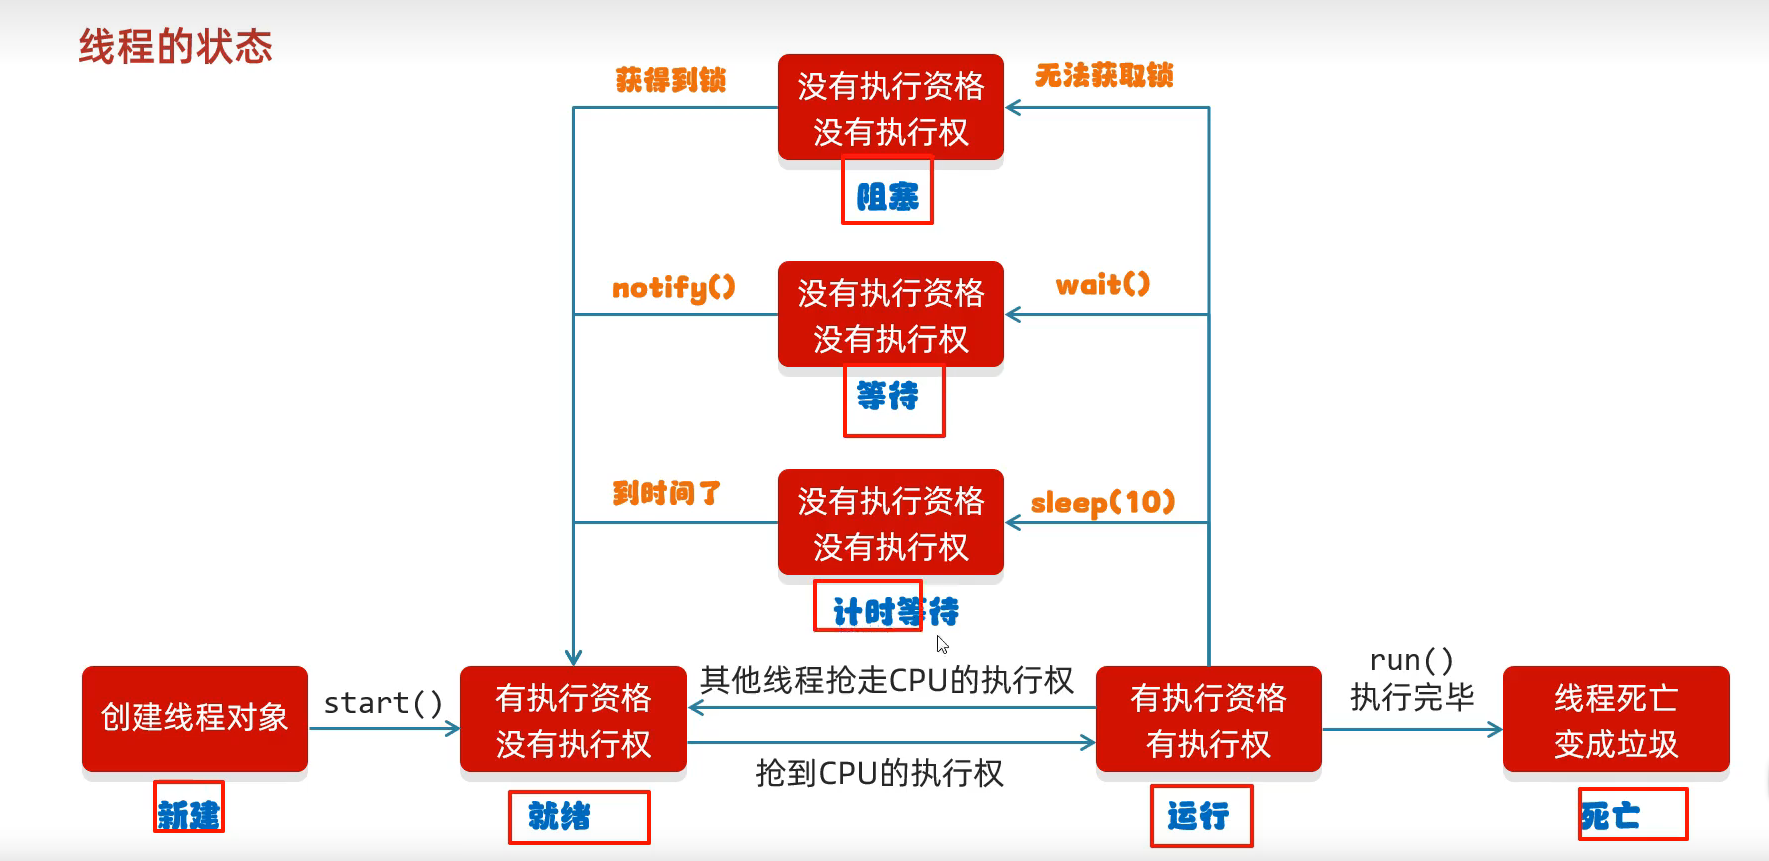 线程的状态
获得到锁
没有执行资格
没有执行权
无法获取锁
阻塞
notify()
没有执行资格
没有执行权
wait()
等待
到时间了
没有执行资格
没有执行权
sleep(10)
计时等待
创建线程对象
start()
有执行资格
没有执行权
其他线程抢走CPU的执行权
抢到CPU的执行权
有执行资格
有执行权
run()
执行完毕
线程死亡
变成垃圾
新建
就绪
运行
死亡